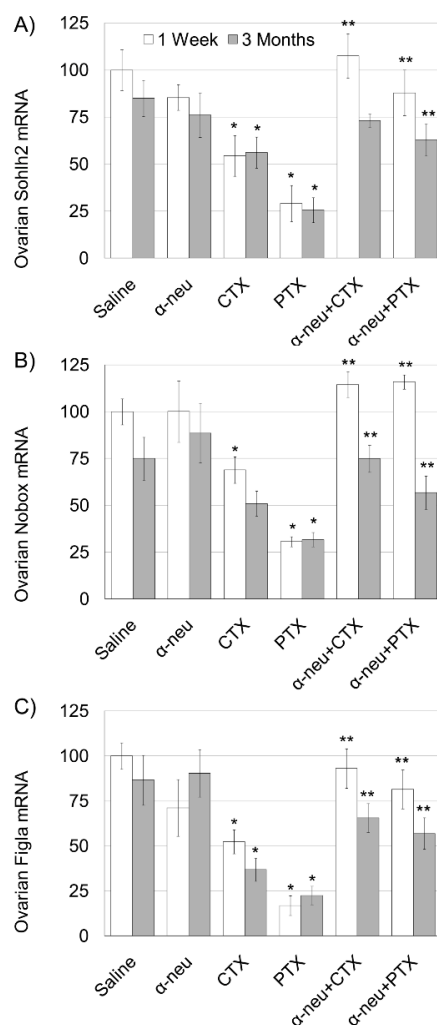 A)
1 Week 3 Months
Ovarian Sohlh2 mRNA
125
100
75
50
25
0
* * * * ** ** **
Saline α-neu CTX PTX α-neu+CTX α-neu+PTX
B)
Ovarian Nobox mRNA
125
100
75
50
25
0
* * * ** ** ** **
Saline α-neu CTX PTX α-neu+CTX α-neu+PTX
C)
Ovarian Figla mRNA
125
100
75
50
25
0
* * * * ** ** ** **
Saline α-neu CTX PTX α-neu+CTX α-neu+PTX